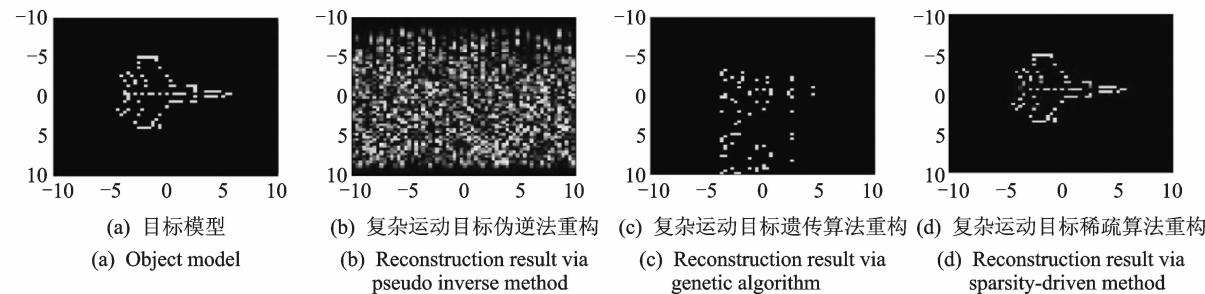 -10
-5
0
5
10
-10 -5 0 5 10
-10
-5
0
5
10
-10 -5 0 5 10
-10
-5
0
5
10
-10 -5 0 5 10
-10
-5
0
5
10
-10 -5 0 5 10
(a) 目标模型
(a) Object model
(b) 复杂运动目标伪逆法重构
(b) Reconstruction result via
pseudo inverse method
(c) 复杂运动目标遗传算法重构
(c) Reconstruction result via
genetic algorithm
(d) 复杂运动目标稀疏算法重构
(d) Reconstruction result via
sparsity-driven method